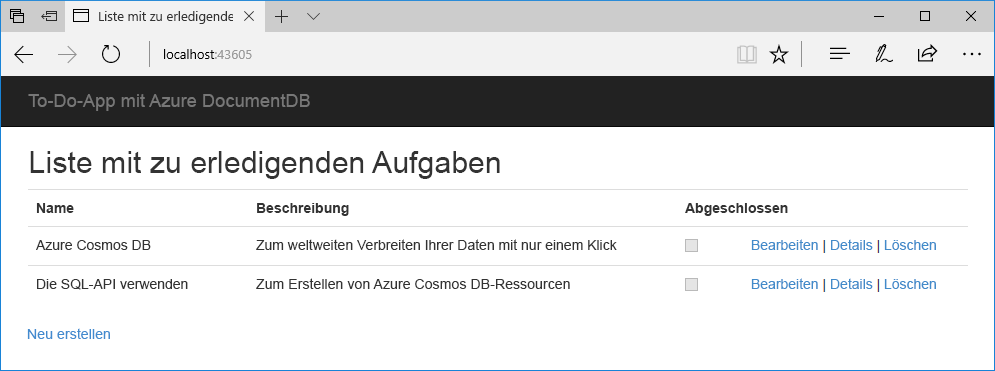 Liste mit zu erledigende
localhost:43605
To-Do-App mit Azure DocumentDB
Liste mit zu erledigenden Aufgaben
Name Beschreibung Abgeschlossen
Azure Cosmos DB Zum weltweiten Verbreiten Ihrer Daten mit nur einem Klick Bearbeiten | Details | Löschen
Die SQL-API verwenden Zum Erstellen von Azure Cosmos DB-Ressourcen Bearbeiten | Details | Löschen
Neu erstellen